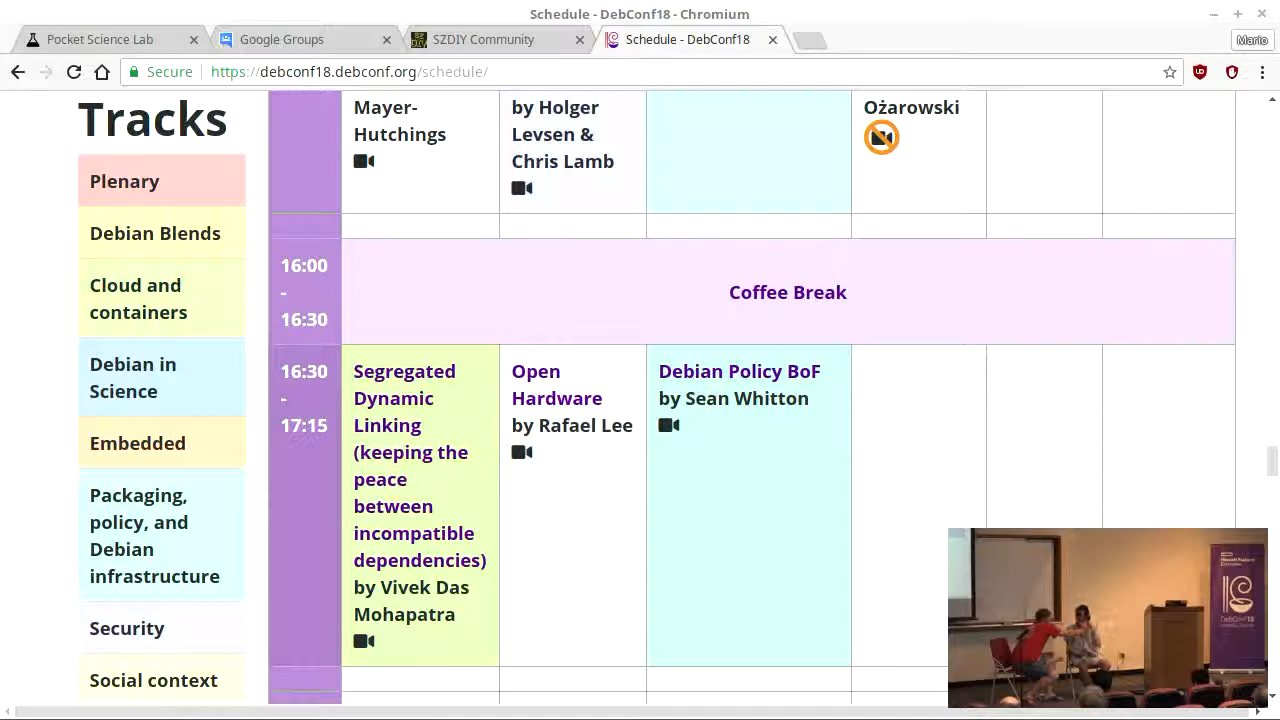 Schedule - DebConf18 - Chromium
Pocket Science Lab
Google Groups
SZDIY Community
Schedule - DebConf18
Mario
Secure
https://debconf18.debconf.org/schedule/
Tracks
Plenary
Debian Blends
Cloud and
containers
Debian in
Science
Embedded
Packaging,
policy, and
Debian
infrastructure
Security
Social context
Mayer-
Hutchings
by Holger
Levsen &
Chris Lamb
Ożarowski
16:00
-
16:30
Coffee Break
16:30
-
17:15
Segregated
Dynamic
Linking
(keeping the
peace
between
incompatible
dependencies)
by Vivek Das
Mohapatra
Open
Hardware
by Rafael Lee
Debian Policy BoF
by Sean Whitton
DebConf18